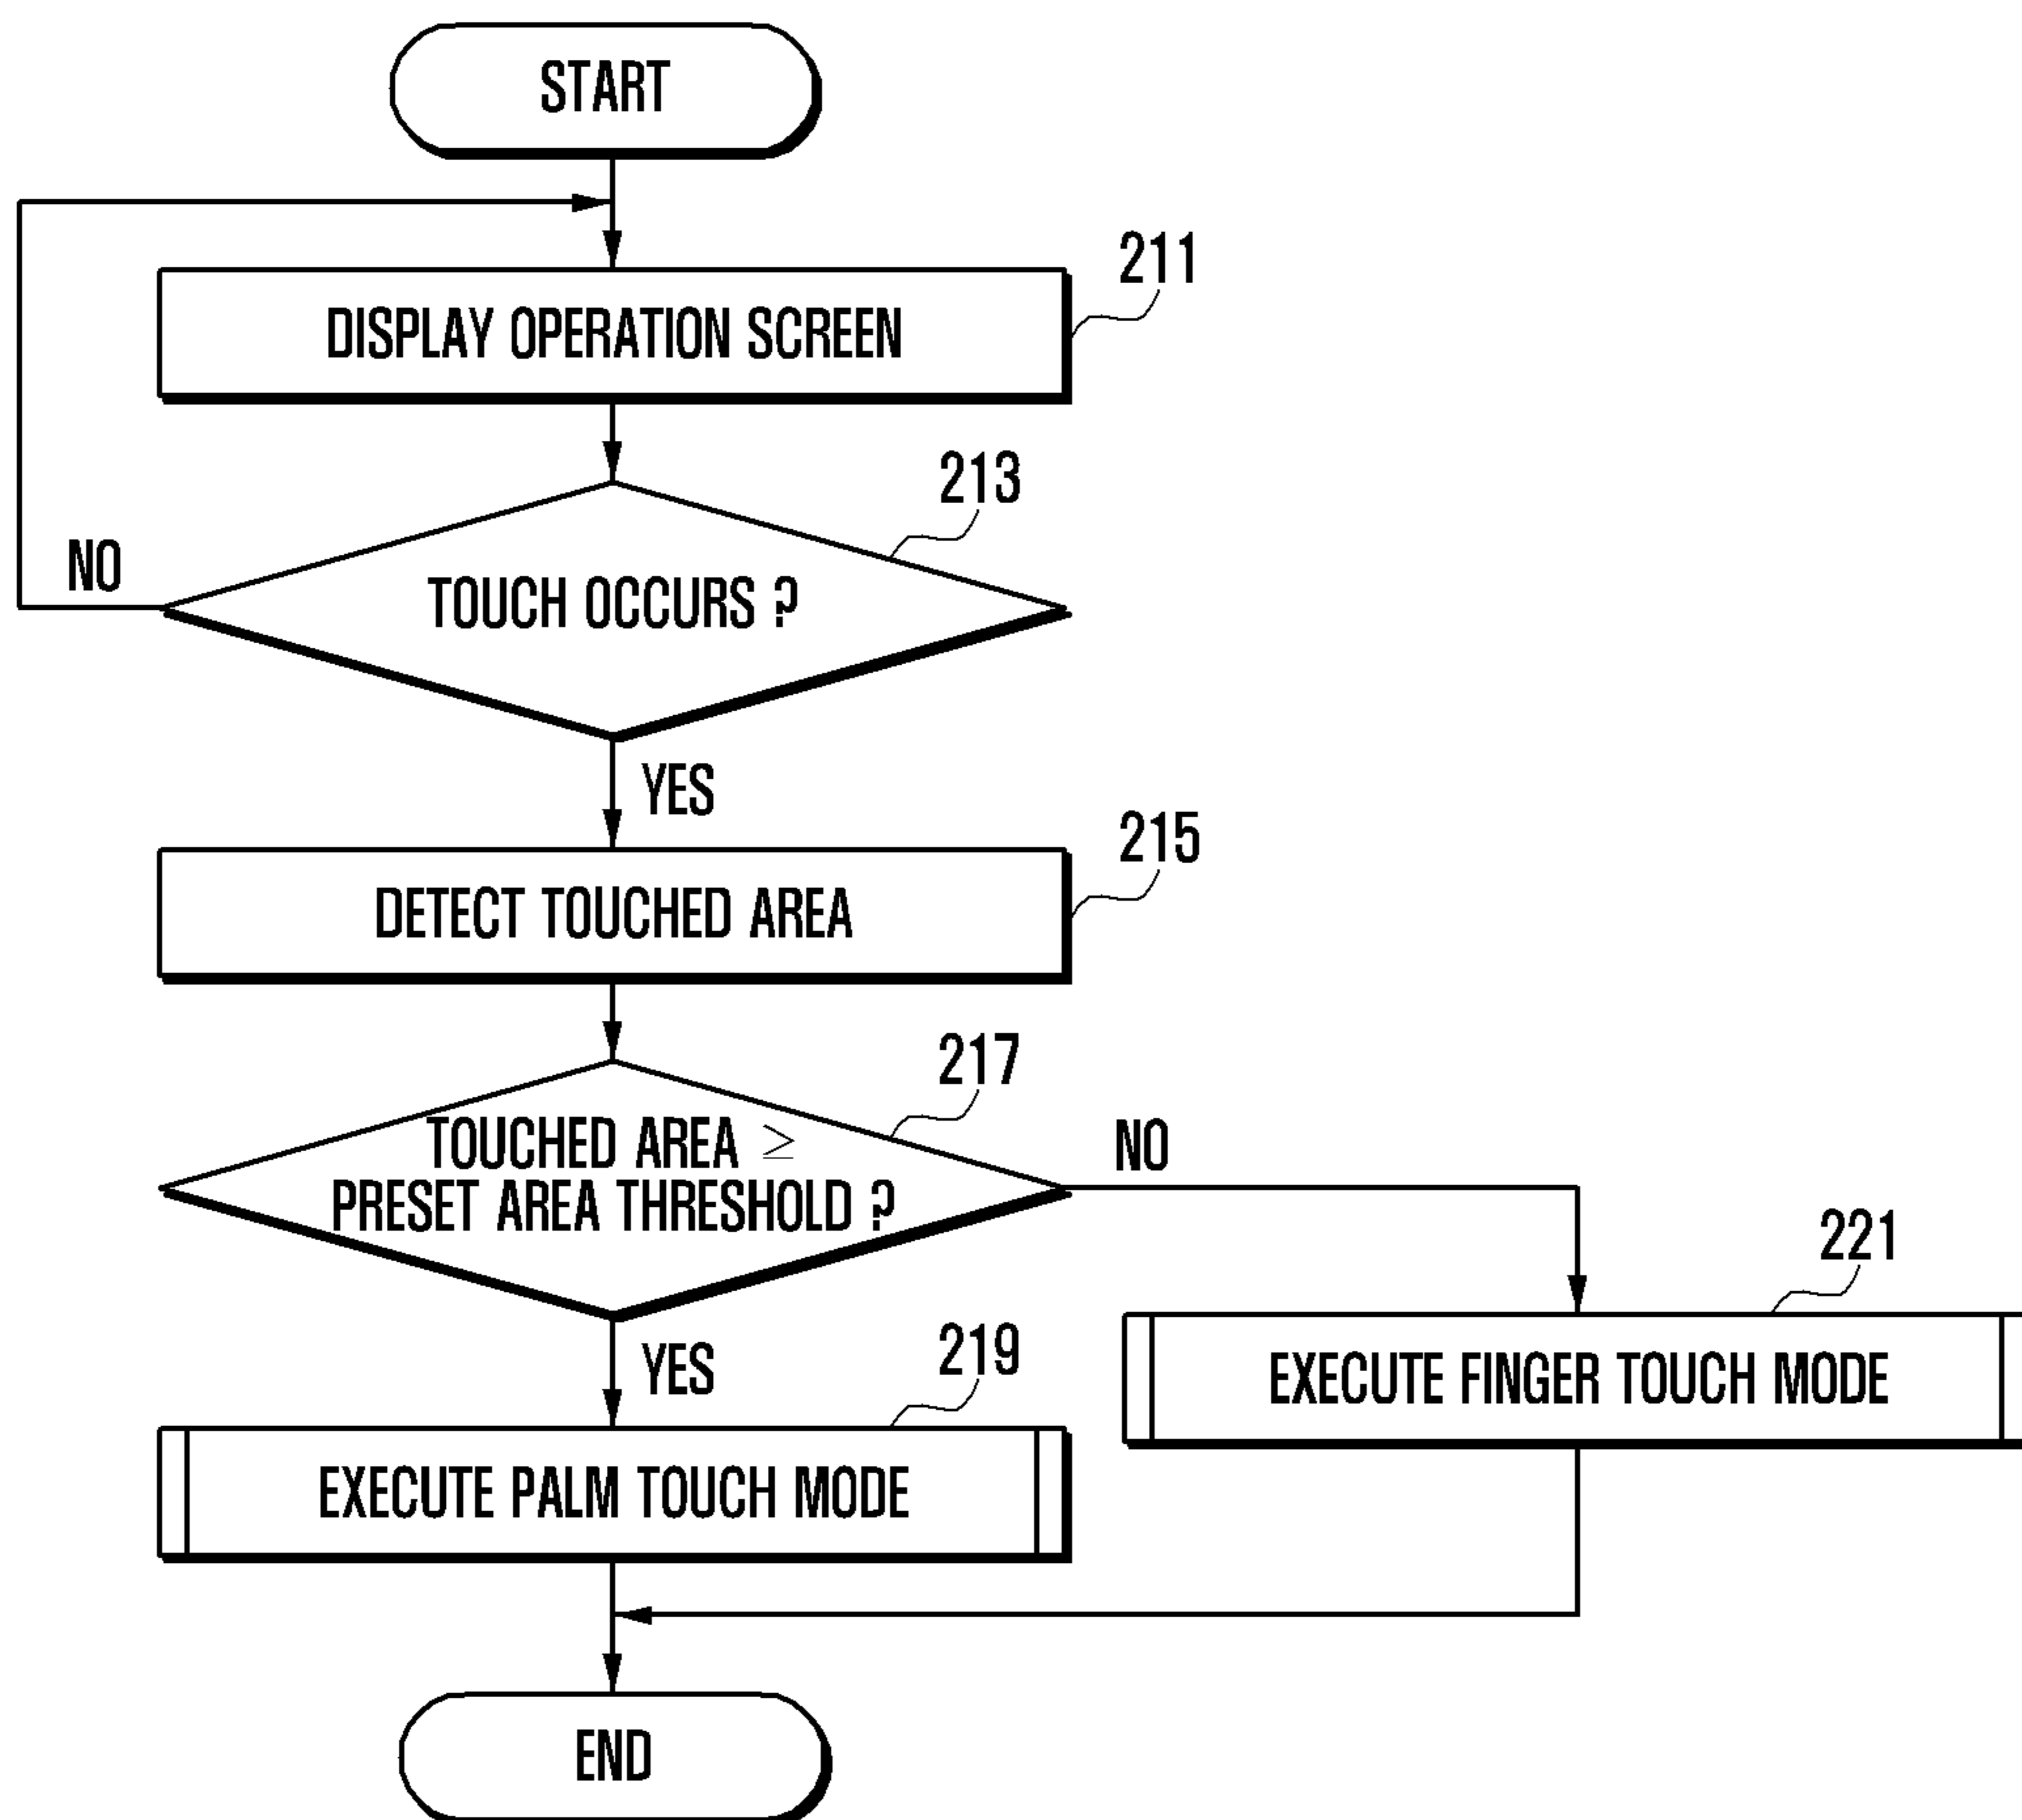 START
211
DISPLAY OPERATION SCREEN
213
NO
TOUCH OCCURS ?
YES
215
DETECT TOUCHED AREA
217
TOUCHED AREA ≥
NO
PRESET AREA THRESHOLD ?
221
YES
219
EXECUTE FINGER TOUCH MODE
EXECUTE PALM TOUCH MODE
END